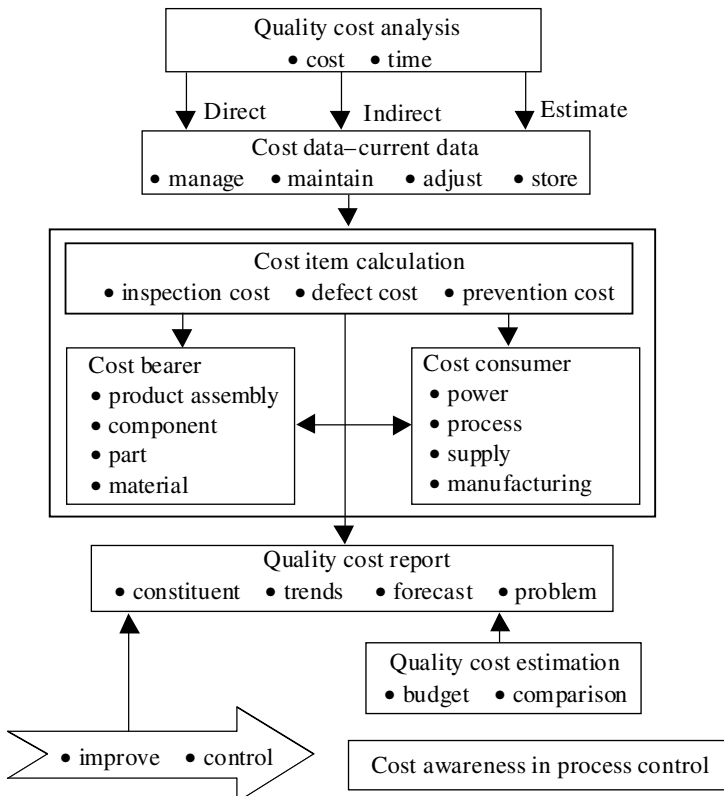 Quality cost analysis
• cost • time
Direct Indirect Estimate
Cost data–current data
• manage • maintain • adjust • store
Cost item calculation
• inspection cost • defect cost • prevention cost
Cost bearer
• product assembly
• component
• part
• material
Cost consumer
• power
• process
• supply
• manufacturing
Quality cost report
• constituent • trends • forecast • problem
Quality cost estimation
• budget • comparison
• improve • control
Cost awareness in process control